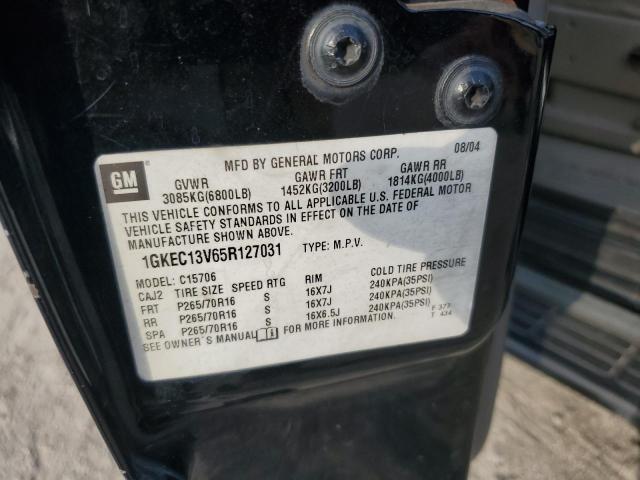 GM
MFD BY GENERAL MOTORS CORP. 08/04
GVWR GAWR FRT GAWR RR
3085KG(6800LB) 1452KG(3200LB) 1814KG(4000LB)
THIS VEHICLE CONFORMS TO ALL APPLICABLE U.S. FEDERAL MOTOR
VEHICLE SAFETY STANDARDS IN EFFECT ON THE DATE OF
MANUFACTURE SHOWN ABOVE.
1GKEC13V65R127031 TYPE: M.P.V.
MODEL: C15706
CAJ2 TIRE SIZE SPEED RTG RIM COLD TIRE PRESSURE
FRT P265/70R16 S 16X7J 240KPA(35PSI)
RR P265/70R16 S 16X7J 240KPA(35PSI)
SPA P265/70R16 S 16X6.5J 240KPA(35PSI)
SEE OWNER'S MANUAL FOR MORE INFORMATION. F 377
T 434